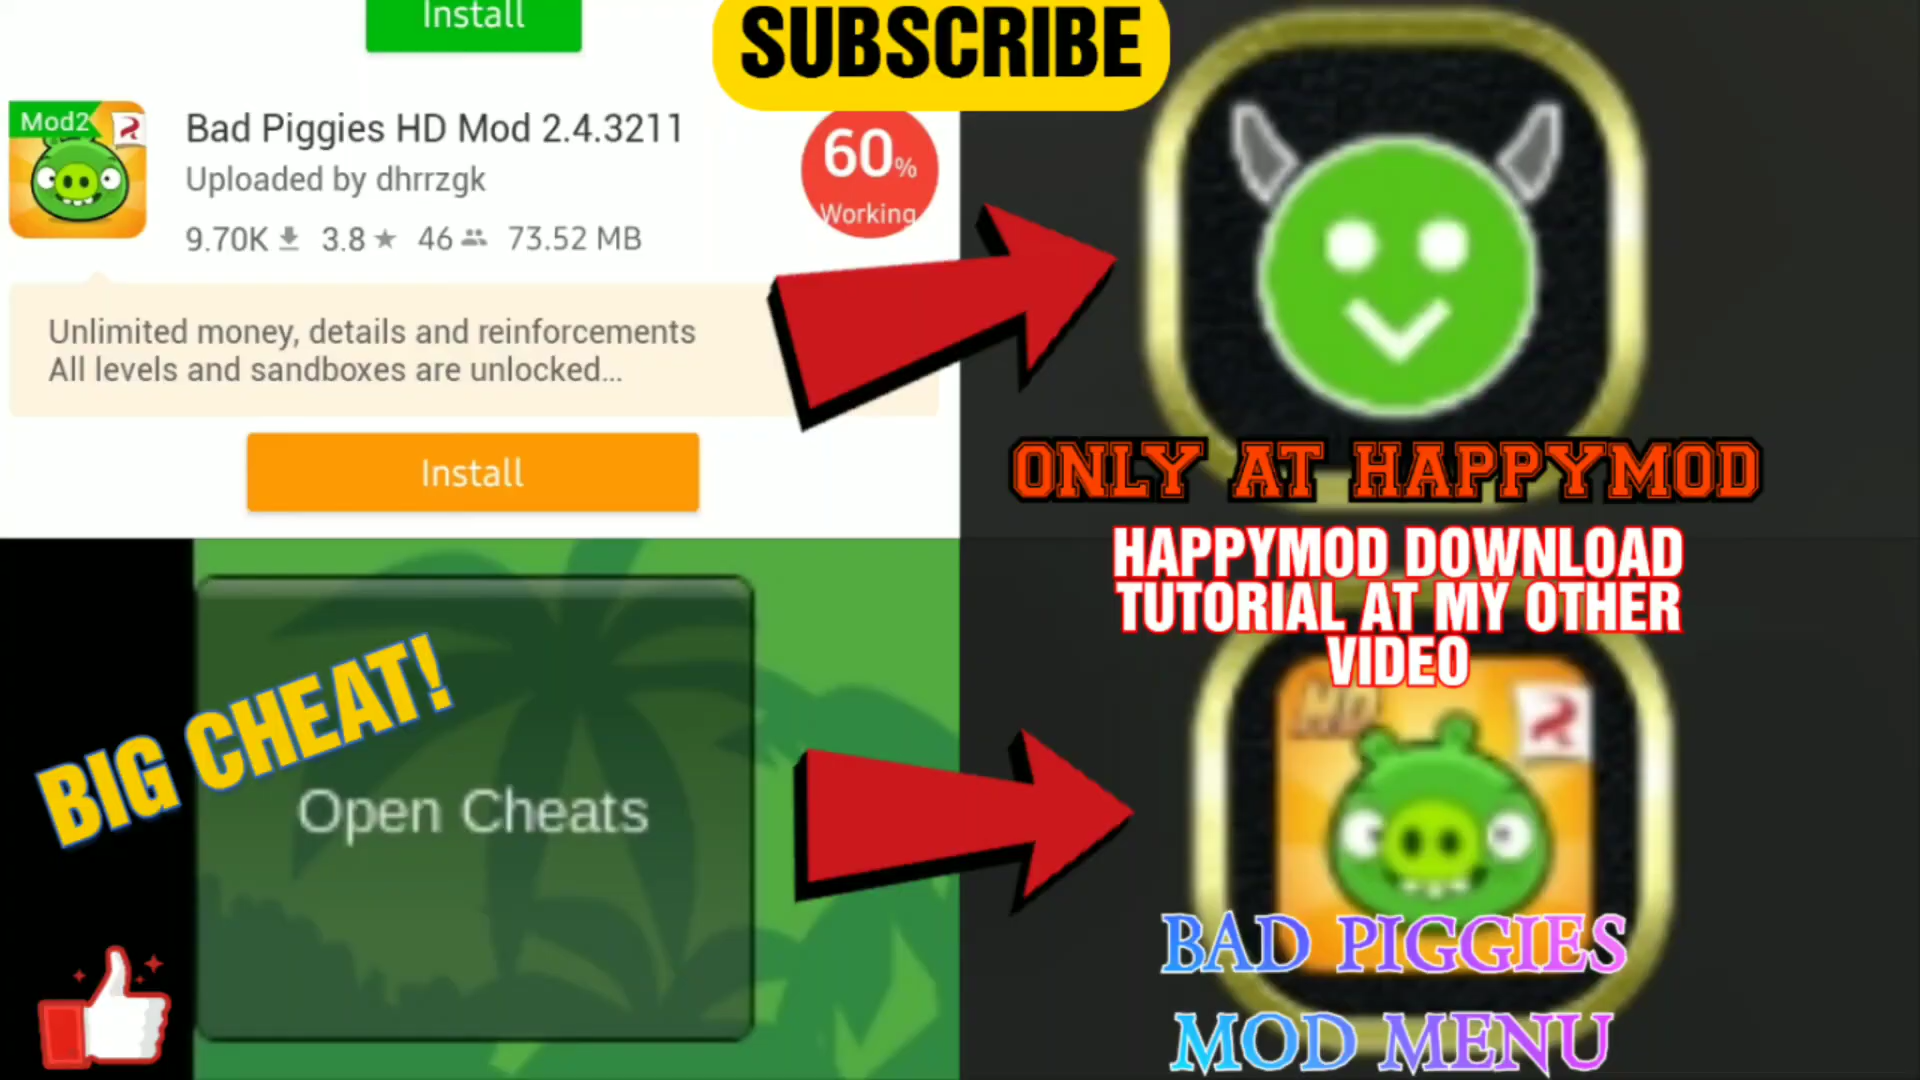 Install
SUBSCRIBE
Mod2
Bad Piggies HD Mod 2.4.3211
Uploaded by dhrrzgk
9.70K 3.8 46 73.52 MB
60%
Working
Unlimited money, details and reinforcements
All levels and sandboxes are unlocked...
Install
ONLY AT HAPPYMOD
HAPPYMOD DOWNLOAD
TUTORIAL AT MY OTHER
VIDEO
BIG CHEAT!
Open Cheats
HD
BAD PIGGIES
MOD MENU